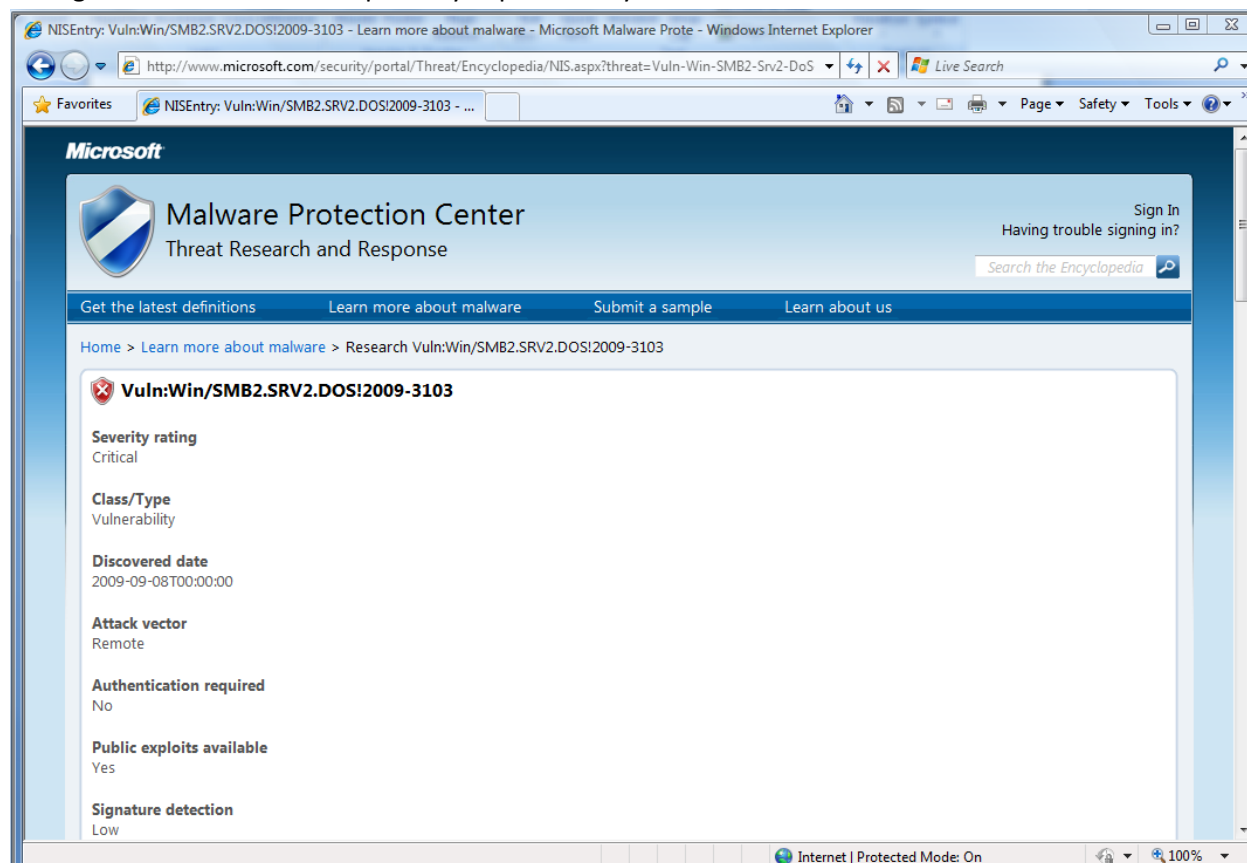 NISEntry: Vuln:Win/SMB2.SRV2.DOS!2009-3103 - Learn more about malware - Microsoft Malware Prote - Windows Internet Explorer
http://www.microsoft.com/security/portal/Threat/Encyclopedia/NIS.aspx?threat=Vuln-Win-SMB2-Srv2-DoS Live Search
Favorites NISEntry: Vuln:Win/SMB2.SRV2.DOS!2009-3103 - ... Page Safety Tools
Microsoft
Malware Protection Center
Threat Research and Response
Sign In
Having trouble signing in?
Search the Encyclopedia
Get the latest definitions Learn more about malware Submit a sample Learn about us
Home > Learn more about malware > Research Vuln:Win/SMB2.SRV2.DOS!2009-3103
Vuln:Win/SMB2.SRV2.DOS!2009-3103
Severity rating
Critical
Class/Type
Vulnerability
Discovered date
2009-09-08T00:00:00
Attack vector
Remote
Authentication required
No
Public exploits available
Yes
Signature detection
Low
Internet | Protected Mode: On 100%